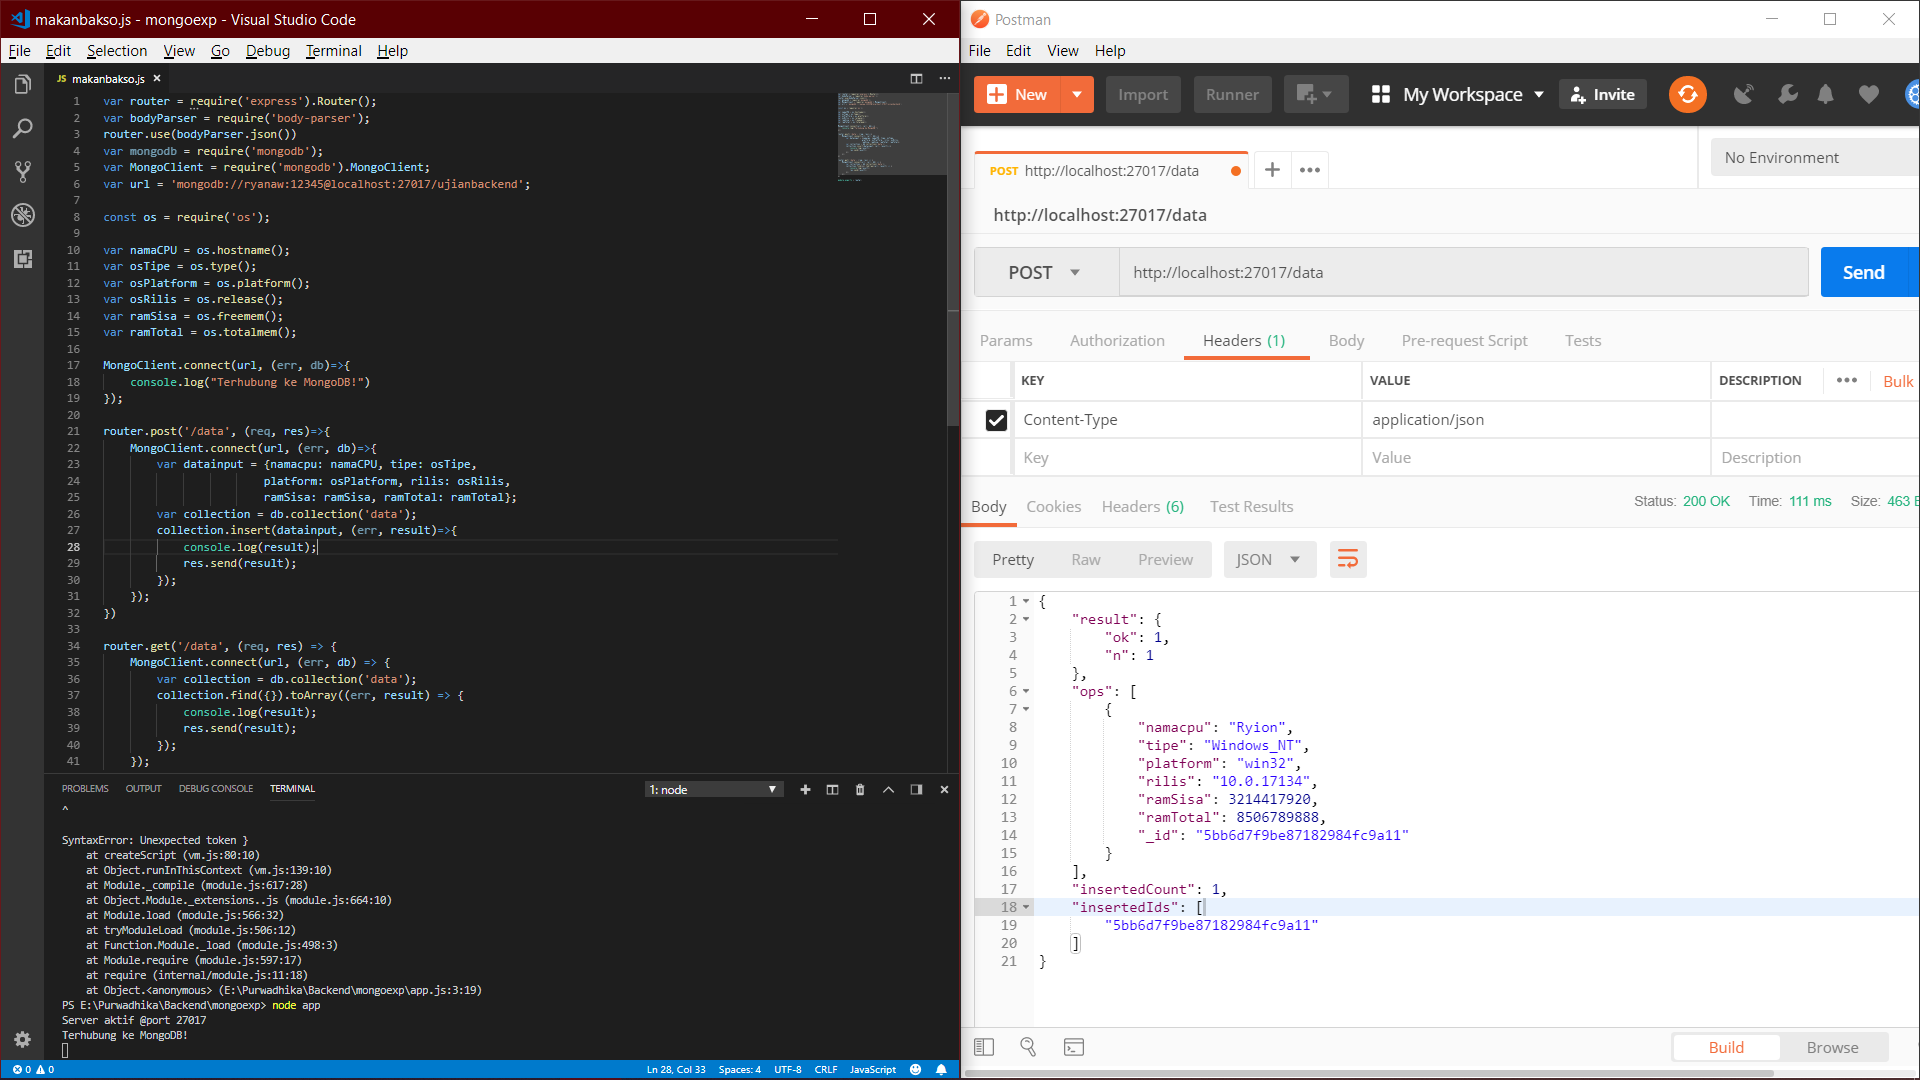 makanbakso.js - mongoexp - Visual Studio Code
File Edit Selection View Go Debug Terminal Help
JS makanbakso.js ×
1 var router = require('express').Router();
2 var bodyParser = require('body-parser');
3 router.use(bodyParser.json())
4 var mongodb = require('mongodb');
5 var MongoClient = require('mongodb').MongoClient;
6 var url = 'mongodb://ryanaw:12345@localhost:27017/ujianbackend';
7
8 const os = require('os');
9
10 var namaCPU = os.hostname();
11 var osTipe = os.type();
12 var osPlatform = os.platform();
13 var osRilis = os.release();
14 var ramSisa = os.freemem();
15 var ramTotal = os.totalmem();
16
17 MongoClient.connect(url, (err, db)=>{
18 console.log("Terhubung ke MongoDB!")
19 });
20
21 router.post('/data', (req, res)=>{
22 MongoClient.connect(url, (err, db)=>{
23 var datainput = {namacpu: namaCPU, tipe: osTipe,
24 platform: osPlatform, rilis: osRilis,
25 ramSisa: ramSisa, ramTotal: ramTotal};
26 var collection = db.collection('data');
27 collection.insert(datainput, (err, result)=>{
28 console.log(result);
29 res.send(result);
30 });
31 });
32 })
33
34 router.get('/data', (req, res) => {
35 MongoClient.connect(url, (err, db) => {
36 var collection = db.collection('data');
37 collection.find({}).toArray((err, result) => {
38 console.log(result);
39 res.send(result);
40 });
41 });
PROBLEMS OUTPUT DEBUG CONSOLE TERMINAL 1: node
^
SyntaxError: Unexpected token }
at createScript (vm.js:80:10)
at Object.runInThisContext (vm.js:139:10)
at Module._compile (module.js:617:28)
at Object.Module._extensions..js (module.js:664:10)
at Module.load (module.js:566:32)
at tryModuleLoad (module.js:506:12)
at Function.Module._load (module.js:498:3)
at Module.require (module.js:597:17)
at require (internal/module.js:11:18)
at Object.<anonymous> (E:\Purwadhika\Backend\mongoexp\app.js:3:19)
PS E:\Purwadhika\Backend\mongoexp> node app
Server aktif @port 27017
Terhubung ke MongoDB!
0 0 Ln 28, Col 33 Spaces: 4 UTF-8 CRLF JavaScript
Postman
File Edit View Help
New Import Runner My Workspace Invite
POST http://localhost:27017/data
No Environment
http://localhost:27017/data
POST http://localhost:27017/data Send
Params Authorization Headers (1) Body Pre-request Script Tests
KEY VALUE DESCRIPTION Bulk
Content-Type application/json
Key Value Description
Body Cookies Headers (6) Test Results Status: 200 OK Time: 111 ms Size: 463
Pretty Raw Preview JSON
1 {
2 "result": {
3 "ok": 1,
4 "n": 1
5 },
6 "ops": [
7 {
8 "namacpu": "Ryion",
9 "tipe": "Windows_NT",
10 "platform": "win32",
11 "rilis": "10.0.17134",
12 "ramSisa": 3214417920,
13 "ramTotal": 8506789888,
14 "_id": "5bb6d7f9be87182984fc9a11"
15 }
16 ],
17 "insertedCount": 1,
18 "insertedIds": [
19 "5bb6d7f9be87182984fc9a11"
20 ]
21 }
Build Browse